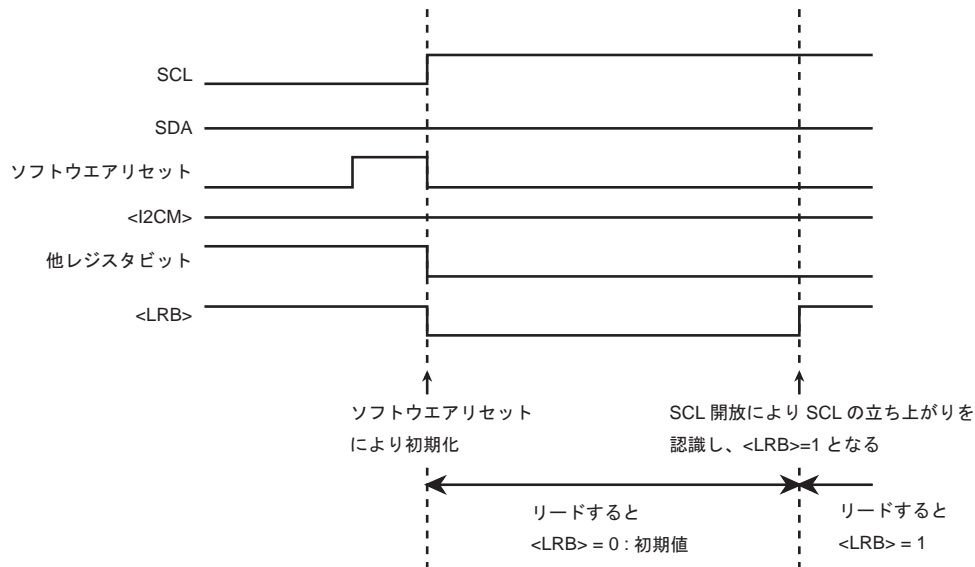 SCL
SDA
ソフトウエアリセット
<I2CM>
他レジスタビット
<LRB>
ソフトウエアリセット
により初期化
SCL 開放により SCL の立ち上がりを
認識し、<LRB>=1 となる
リードすると
<LRB> = 0 : 初期値
リードすると
<LRB> = 1